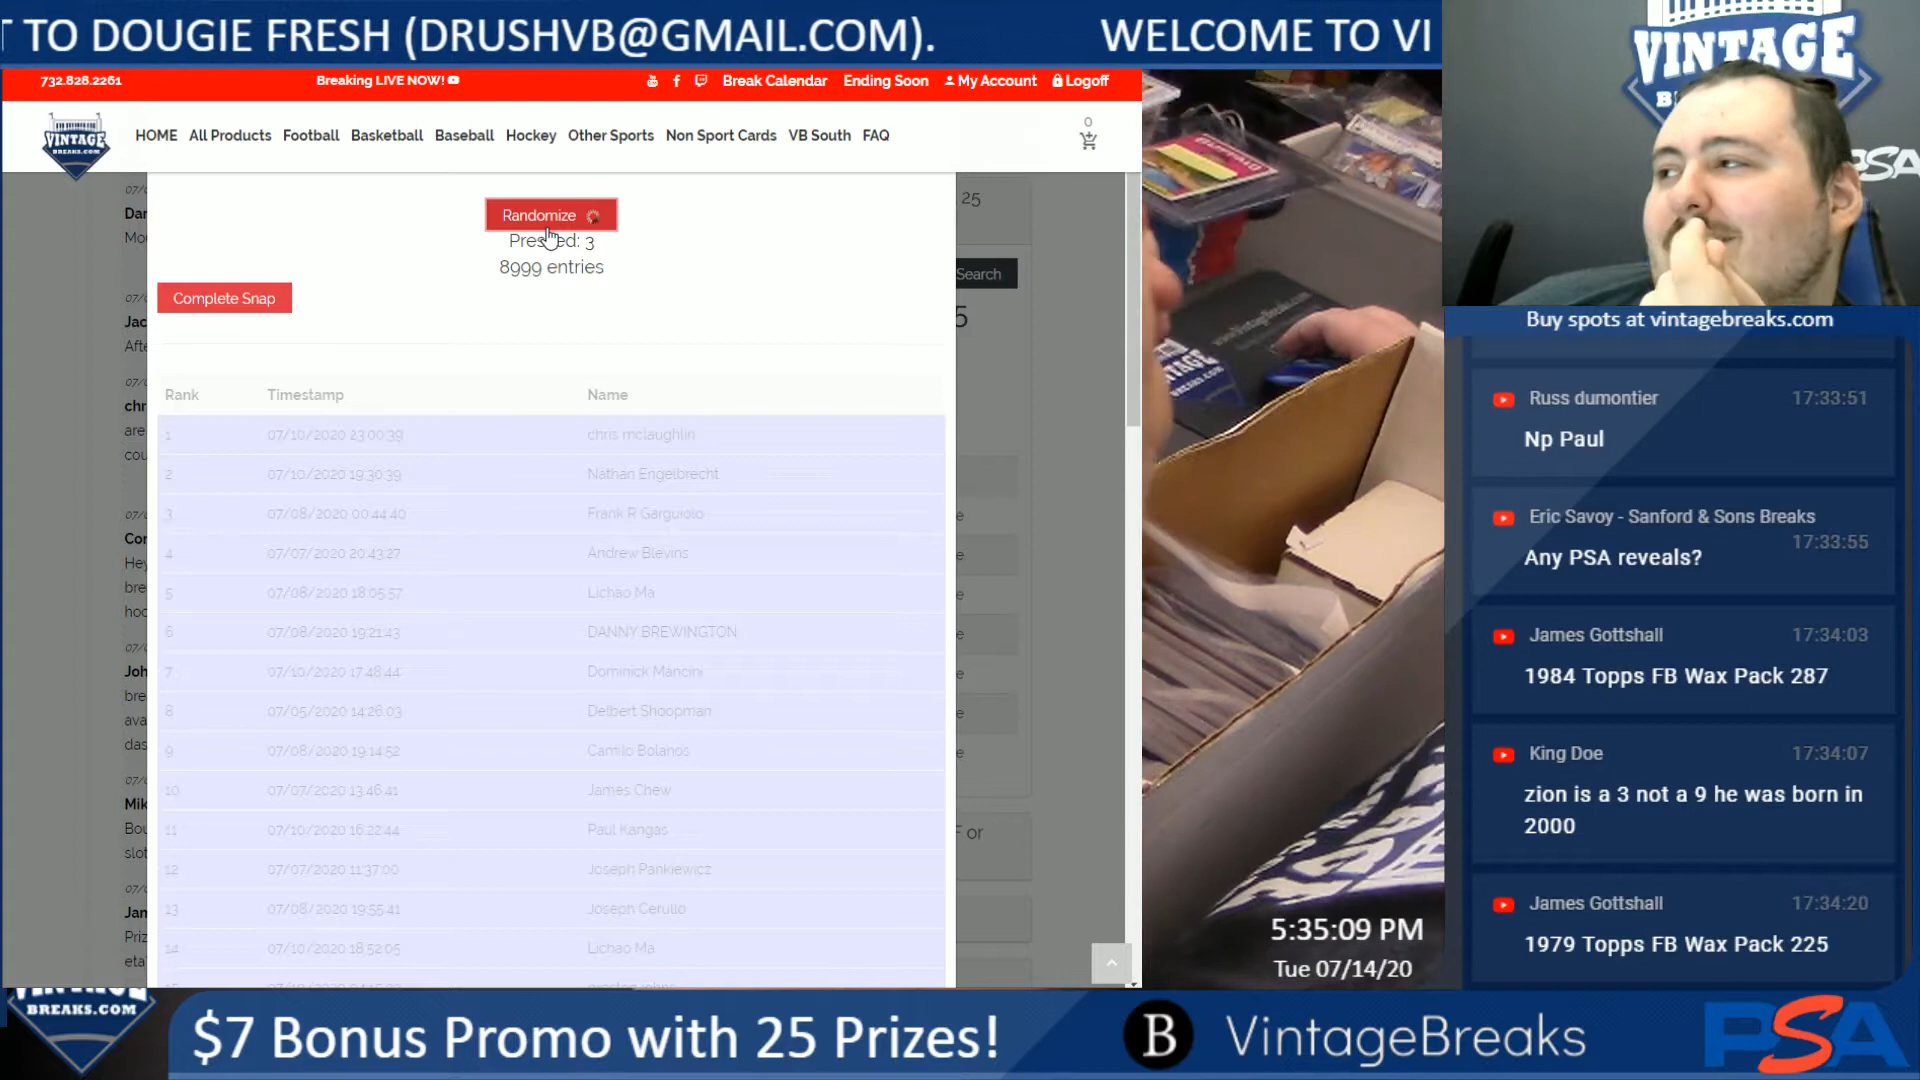 T TO DOUGIE FRESH (DRUSHVB@GMAIL.COM).
WELCOME TO VI
732.828.2261
Breaking LIVE NOW!
Break Calendar
Ending Soon
My Account
Logoff
VINTAGE
BREAKS.COM
HOME
All Products
Football
Basketball
Baseball
Hockey
Other Sports
Non Sport Cards
VB South
FAQ
0
Randomize
Pressed: 3
8999 entries
Complete Snap
25
Search
5
Rank Timestamp Name
1 07/10/2020 23:00:39 chris mclaughlin
2 07/10/2020 19:30:39 Nathan Engelbrecht
3 07/08/2020 00:44:40 Frank R Garguiolo
4 07/07/2020 20:43:27 Andrew Blevins
5 07/08/2020 18:05:57 Lichao Ma
6 07/08/2020 19:21:43 DANNY BREWINGTON
7 07/10/2020 17:48:44 Dominick Mancini
8 07/05/2020 14:26:03 Delbert Shoopman
9 07/08/2020 19:14:52 Camilo Bolanos
10 07/07/2020 13:46:41 James Chew
11 07/10/2020 16:22:44 Paul Kangas
12 07/07/2020 11:37:00 Joseph Pankiewicz
13 07/08/2020 19:55:41 Joseph Cerullo
14 07/10/2020 18:52:05 Lichao Ma
F or
VINTAGE
PSA
Buy spots at vintagebreaks.com
Russ dumontier 17:33:51
Np Paul
Eric Savoy - Sanford & Sons Breaks
17:33:55
Any PSA reveals?
James Gottshall 17:34:03
1984 Topps FB Wax Pack 287
King Doe 17:34:07
zion is a 3 not a 9 he was born in
2000
James Gottshall 17:34:20
1979 Topps FB Wax Pack 225
5:35:09 PM
Tue 07/14/20
VINTAGE
BREAKS.COM
$7 Bonus Promo with 25 Prizes!
B
VintageBreaks
PSA